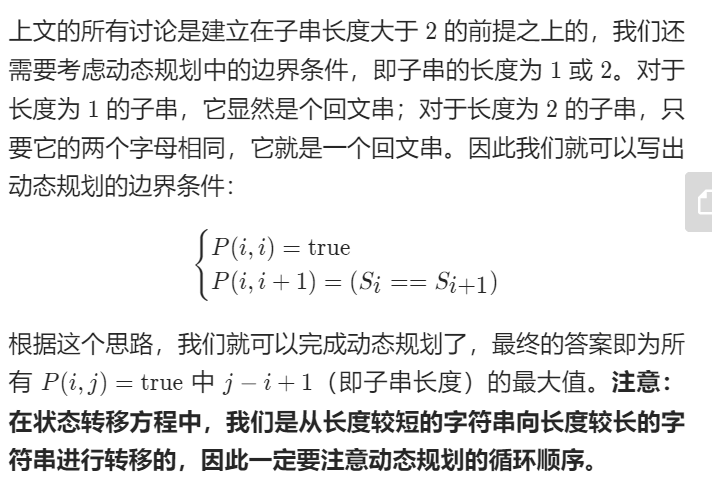 上文的所有讨论是建立在子串长度大于 2 的前提之上的，我们还
需要考虑动态规划中的边界条件，即子串的长度为 1 或 2。对于
长度为 1 的子串，它显然是个回文串；对于长度为 2 的子串，只
要它的两个字母相同，它就是一个回文串。因此我们就可以写出
动态规划的边界条件：
P(i, i) = true
P(i, i + 1) = (Si == Si+1)
根据这个思路，我们就可以完成动态规划了，最终的答案即为所
有 P(i, j) = true 中 j − i + 1（即子串长度）的最大值。注意：
在状态转移方程中，我们是从长度较短的字符串向长度较长的字
符串进行转移的，因此一定要注意动态规划的循环顺序。